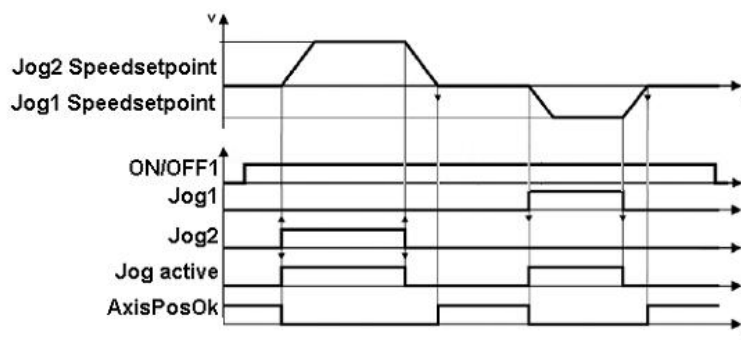 v
Jog2 Speedsetpoint
Jog1 Speedsetpoint
ON/OFF1
Jog1
Jog2
Jog active
AxisPosOk